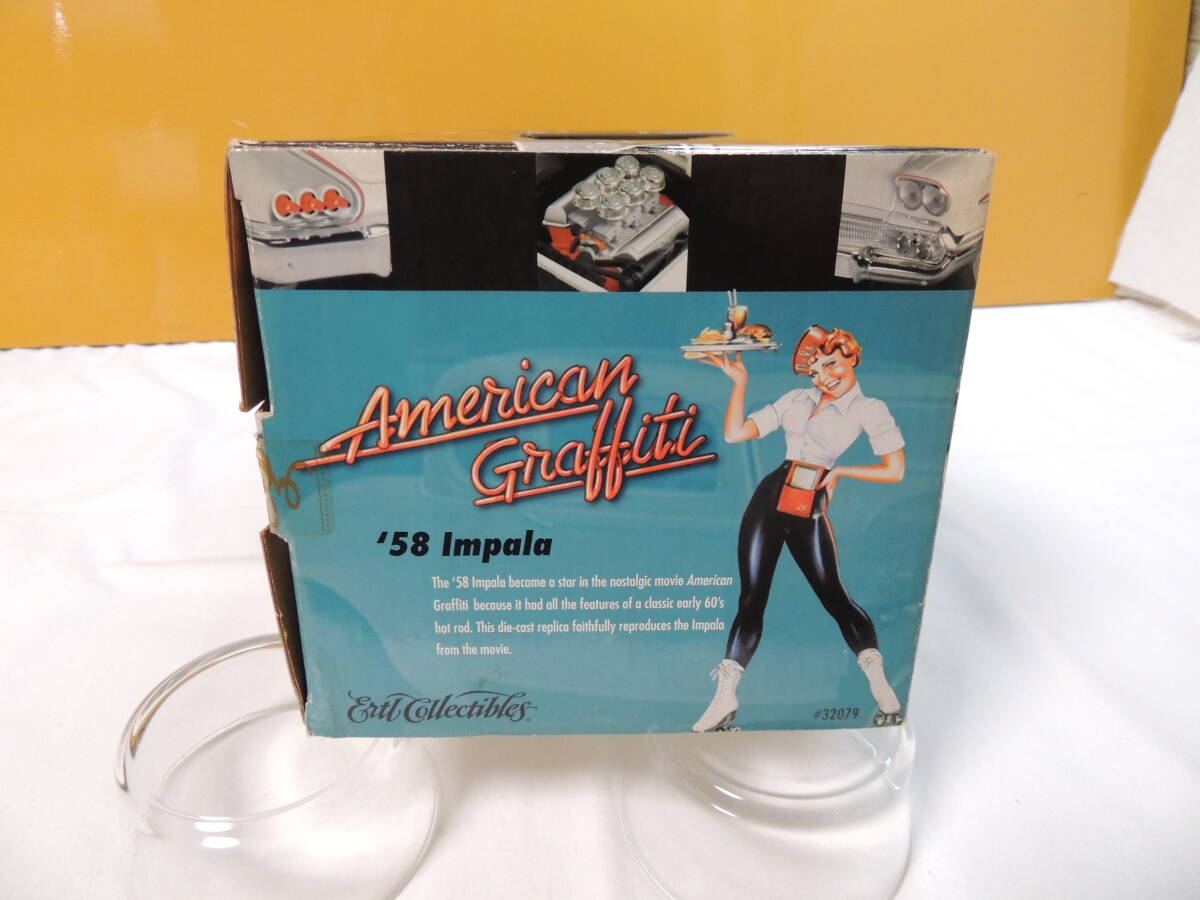 American
Graffiti
‘58 Impala
The ‘58 Impala became a star in the nostalgic movie American
Graffiti because it had all the features of a classic early 60's
hot rod. This die-cast replica faithfully reproduces the Impala
from the movie.
Ertl Collectibles®
#32079